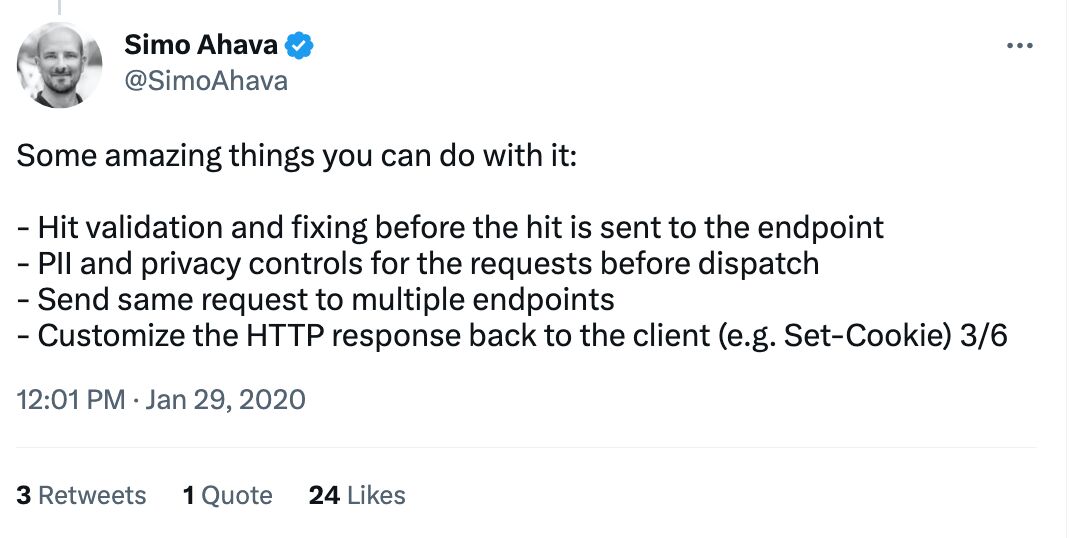 Simo Ahava
@SimoAhava
Some amazing things you can do with it:
- Hit validation and fixing before the hit is sent to the endpoint
- PII and privacy controls for the requests before dispatch
- Send same request to multiple endpoints
- Customize the HTTP response back to the client (e.g. Set-Cookie) 3/6
12:01 PM · Jan 29, 2020
3 Retweets 1 Quote 24 Likes